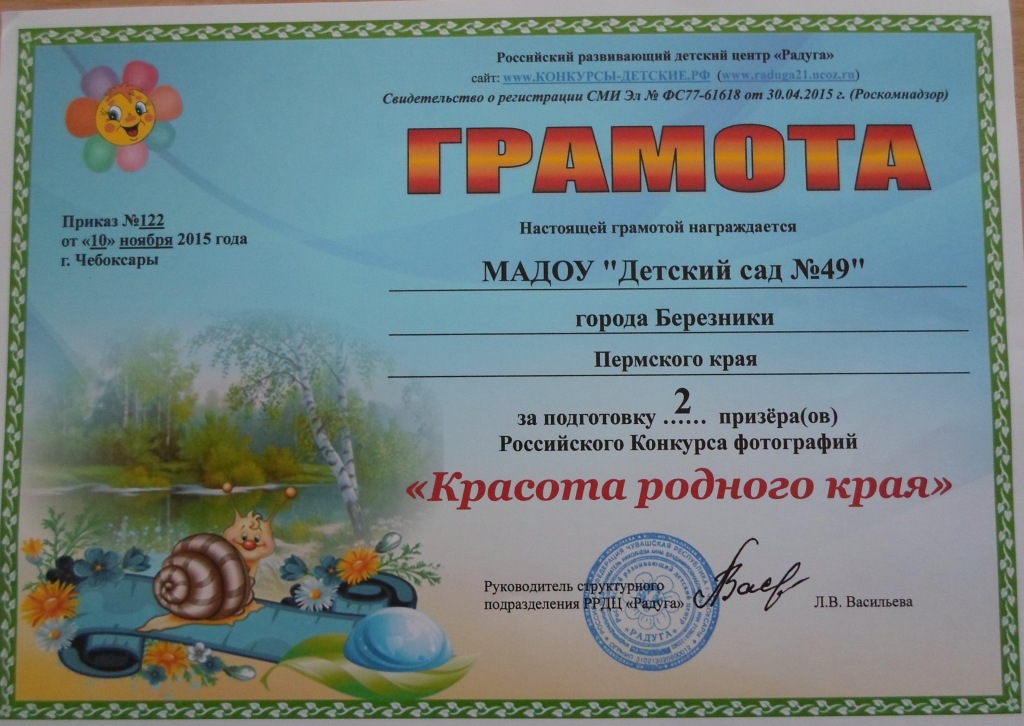 Российский развивающий детский центр «Радуга»
сайт: www.КОНКУРСЫ-ДЕТСКИЕ.РФ (www.raduga21.ucoz.ru)
Свидетельство о регистрации СМИ Эл № ФС77-61618 от 30.04.2015 г. (Роскомнадзор)
ГРАМОТА
Приказ №122
от «10» ноября 2015 года
г. Чебоксары
Настоящей грамотой награждается
МАДОУ "Детский сад №49"
города Березники
Пермского края
за подготовку ...2... призёра(ов)
Российского Конкурса фотографий
«Красота родного края»
Руководитель структурного
подразделения РРДЦ «Радуга»
Л.В. Васильева
«РАДУГА»